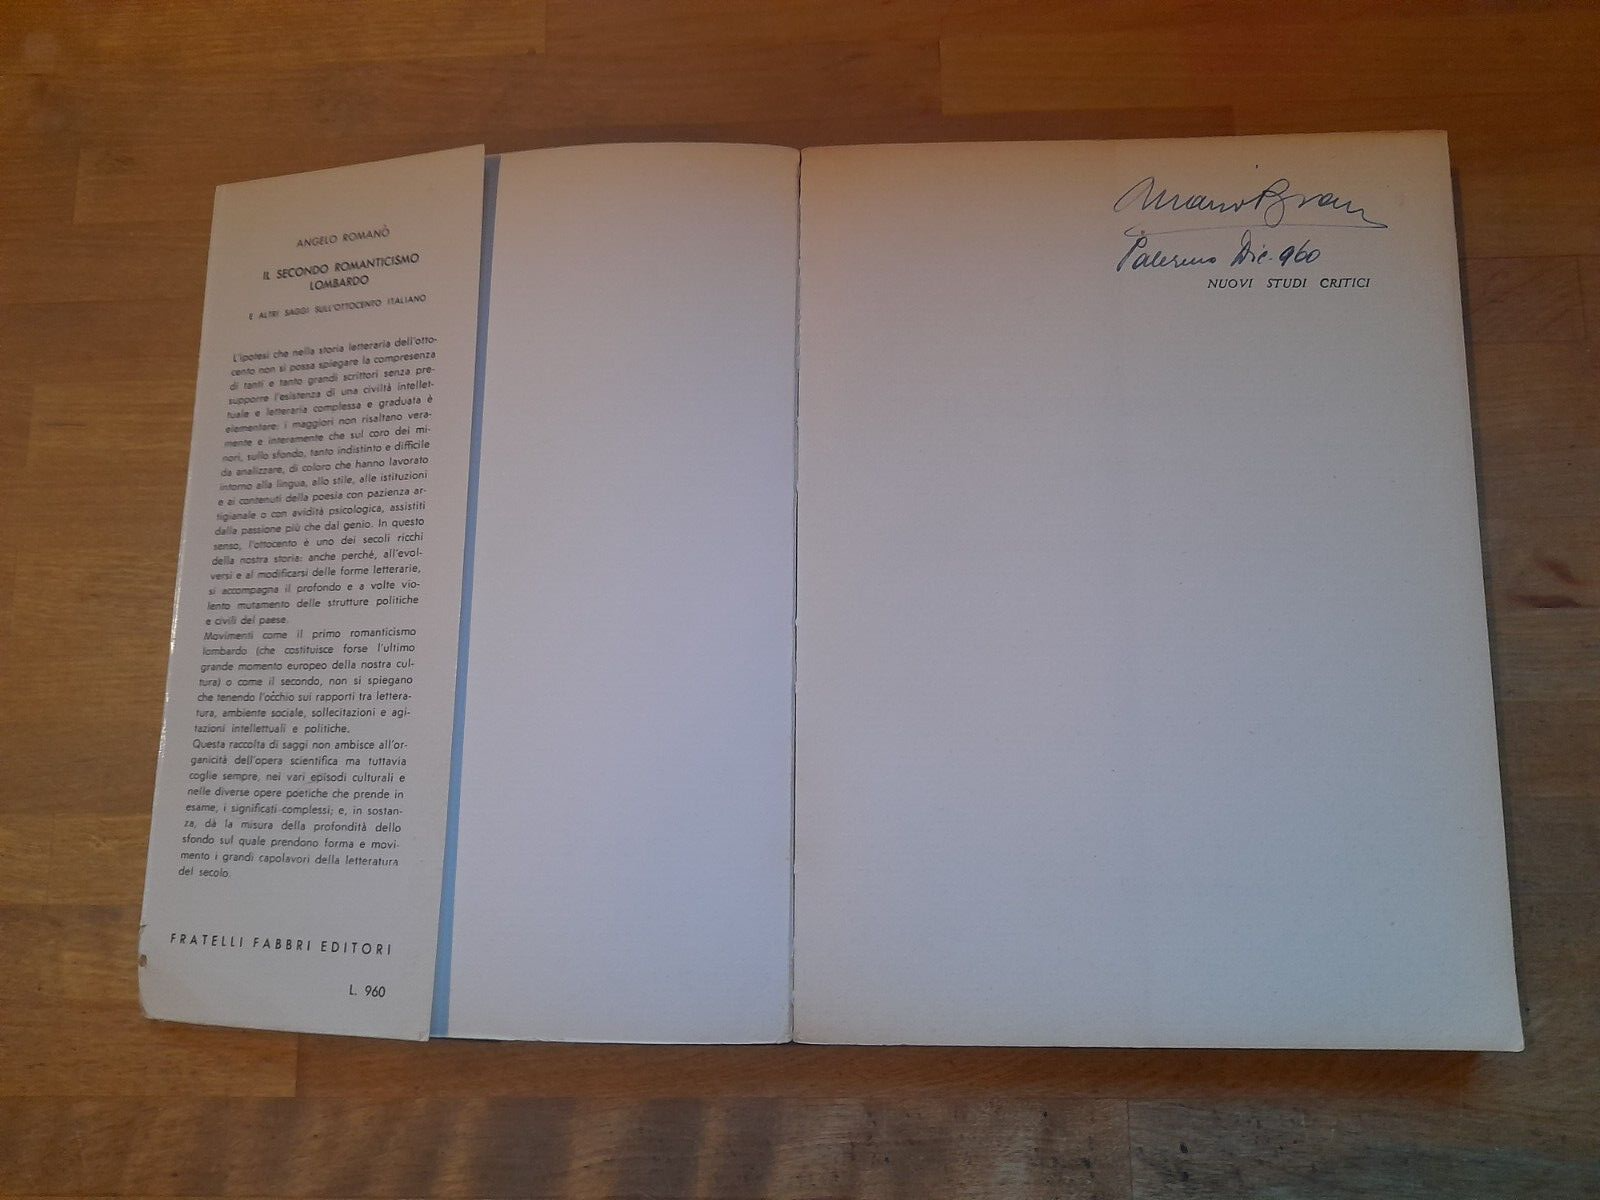 ANGELO ROMANÒ
IL SECONDO ROMANTICISMO
LOMBARDO
E ALTRI SAGGI SULL'OTTOCENTO ITALIANO
L'ipotesi che nella storia letteraria dell'otto-
cento non si possa spiegare la compresenza
di tanti e tanto grandi scrittori senza pre-
supporre l'esistenza di una civiltà intellet-
tuale e letteraria complessa e graduata è
elementare: i maggiori non risaltano vera-
mente e interamente che sul coro dei mi-
nori, sullo sfondo, tanto indistinto e difficile
da analizzare, di coloro che hanno lavorato
intorno alla lingua, allo stile, alle istituzioni
e ai contenuti della poesia con pazienza ar-
tigianale o con avidità psicologica, assistiti
dalla passione più che dal genio. In questo
senso, l'ottocento è uno dei secoli ricchi
della nostra storia: anche perché, all'evol-
versi e al modificarsi delle forme letterarie,
si accompagna il profondo e a volte vio-
lento mutamento delle strutture politiche
e civili del paese.
Movimenti come il primo romanticismo
lombardo (che costituisce forse l'ultimo
grande momento europeo della nostra cul-
tura) o come il secondo, non si spiegano
che tenendo l'occhio sui rapporti tra lettera-
tura, ambiente sociale, sollecitazioni e agi-
tazioni intellettuali e politiche.
Questa raccolta di saggi non ambisce all'or-
ganicità dell'opera scientifica ma tuttavia
coglie sempre, nei vari episodi culturali e
nelle diverse opere poetiche che prende in
esame, i significati complessi; e, in sostan-
za, dà la misura della profondità dello
sfondo sul quale prendono forma e movi-
mento i grandi capolavori della letteratura
del secolo.
FRATELLI FABBRI EDITORI
L. 960
Mario
Palermo Dic. 960
NUOVI STUDI CRITICI